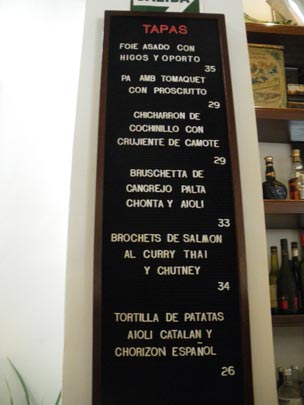 SALIDA
TAPAS
FOIE ASADO CON
HIGOS Y OPORTO
35
PA AMB TOMAQUET
CON PROSCIUTTO
29
CHICHARRON DE
COCHINILLO CON
CRUJIENTE DE CAMOTE
29
BRUSCHETTA DE
CANGREJO PALTA
CHONTA Y AIOLI
33
BROCHETS DE SALMON
AL CURRY THAI
Y CHUTNEY
34
TORTILLA DE PATATAS
AIOLI CATALAN Y
CHORIZON ESPAÑOL
26